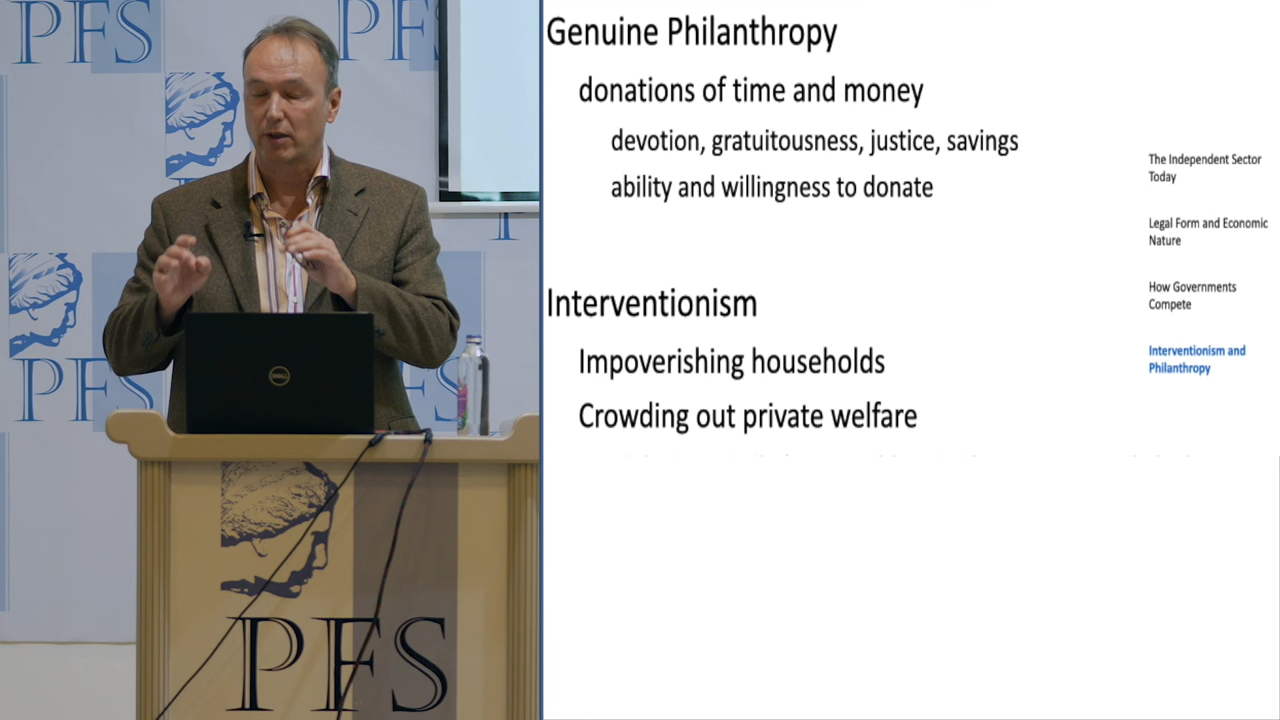 PFS
PF
PFS
PFS
DELL
PFS
Genuine Philanthropy
donations of time and money
devotion, gratuitousness, justice, savings
ability and willingness to donate
Interventionism
Impoverishing households
Crowding out private welfare
The Independent Sector
Today
Legal Form and Economic
Nature
How Governments
Compete
Interventionism and
Philanthropy